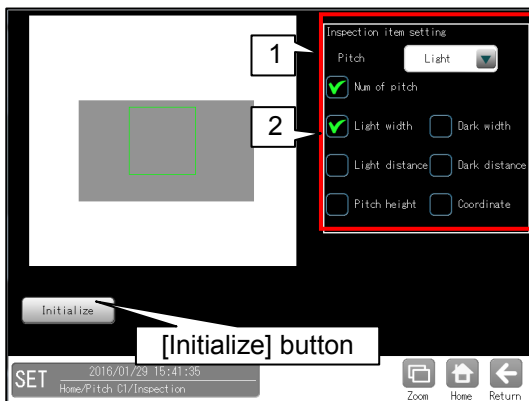 Inspection item setting
1
Pitch Light
Num of pitch
2
Light width Dark width
Light distance Dark distance
Pitch height Coordinate
Initialize
[Initialize] button
SET
2016/01/29 15:41:35
Home/Pitch C1/Inspection
Zoom Home Return